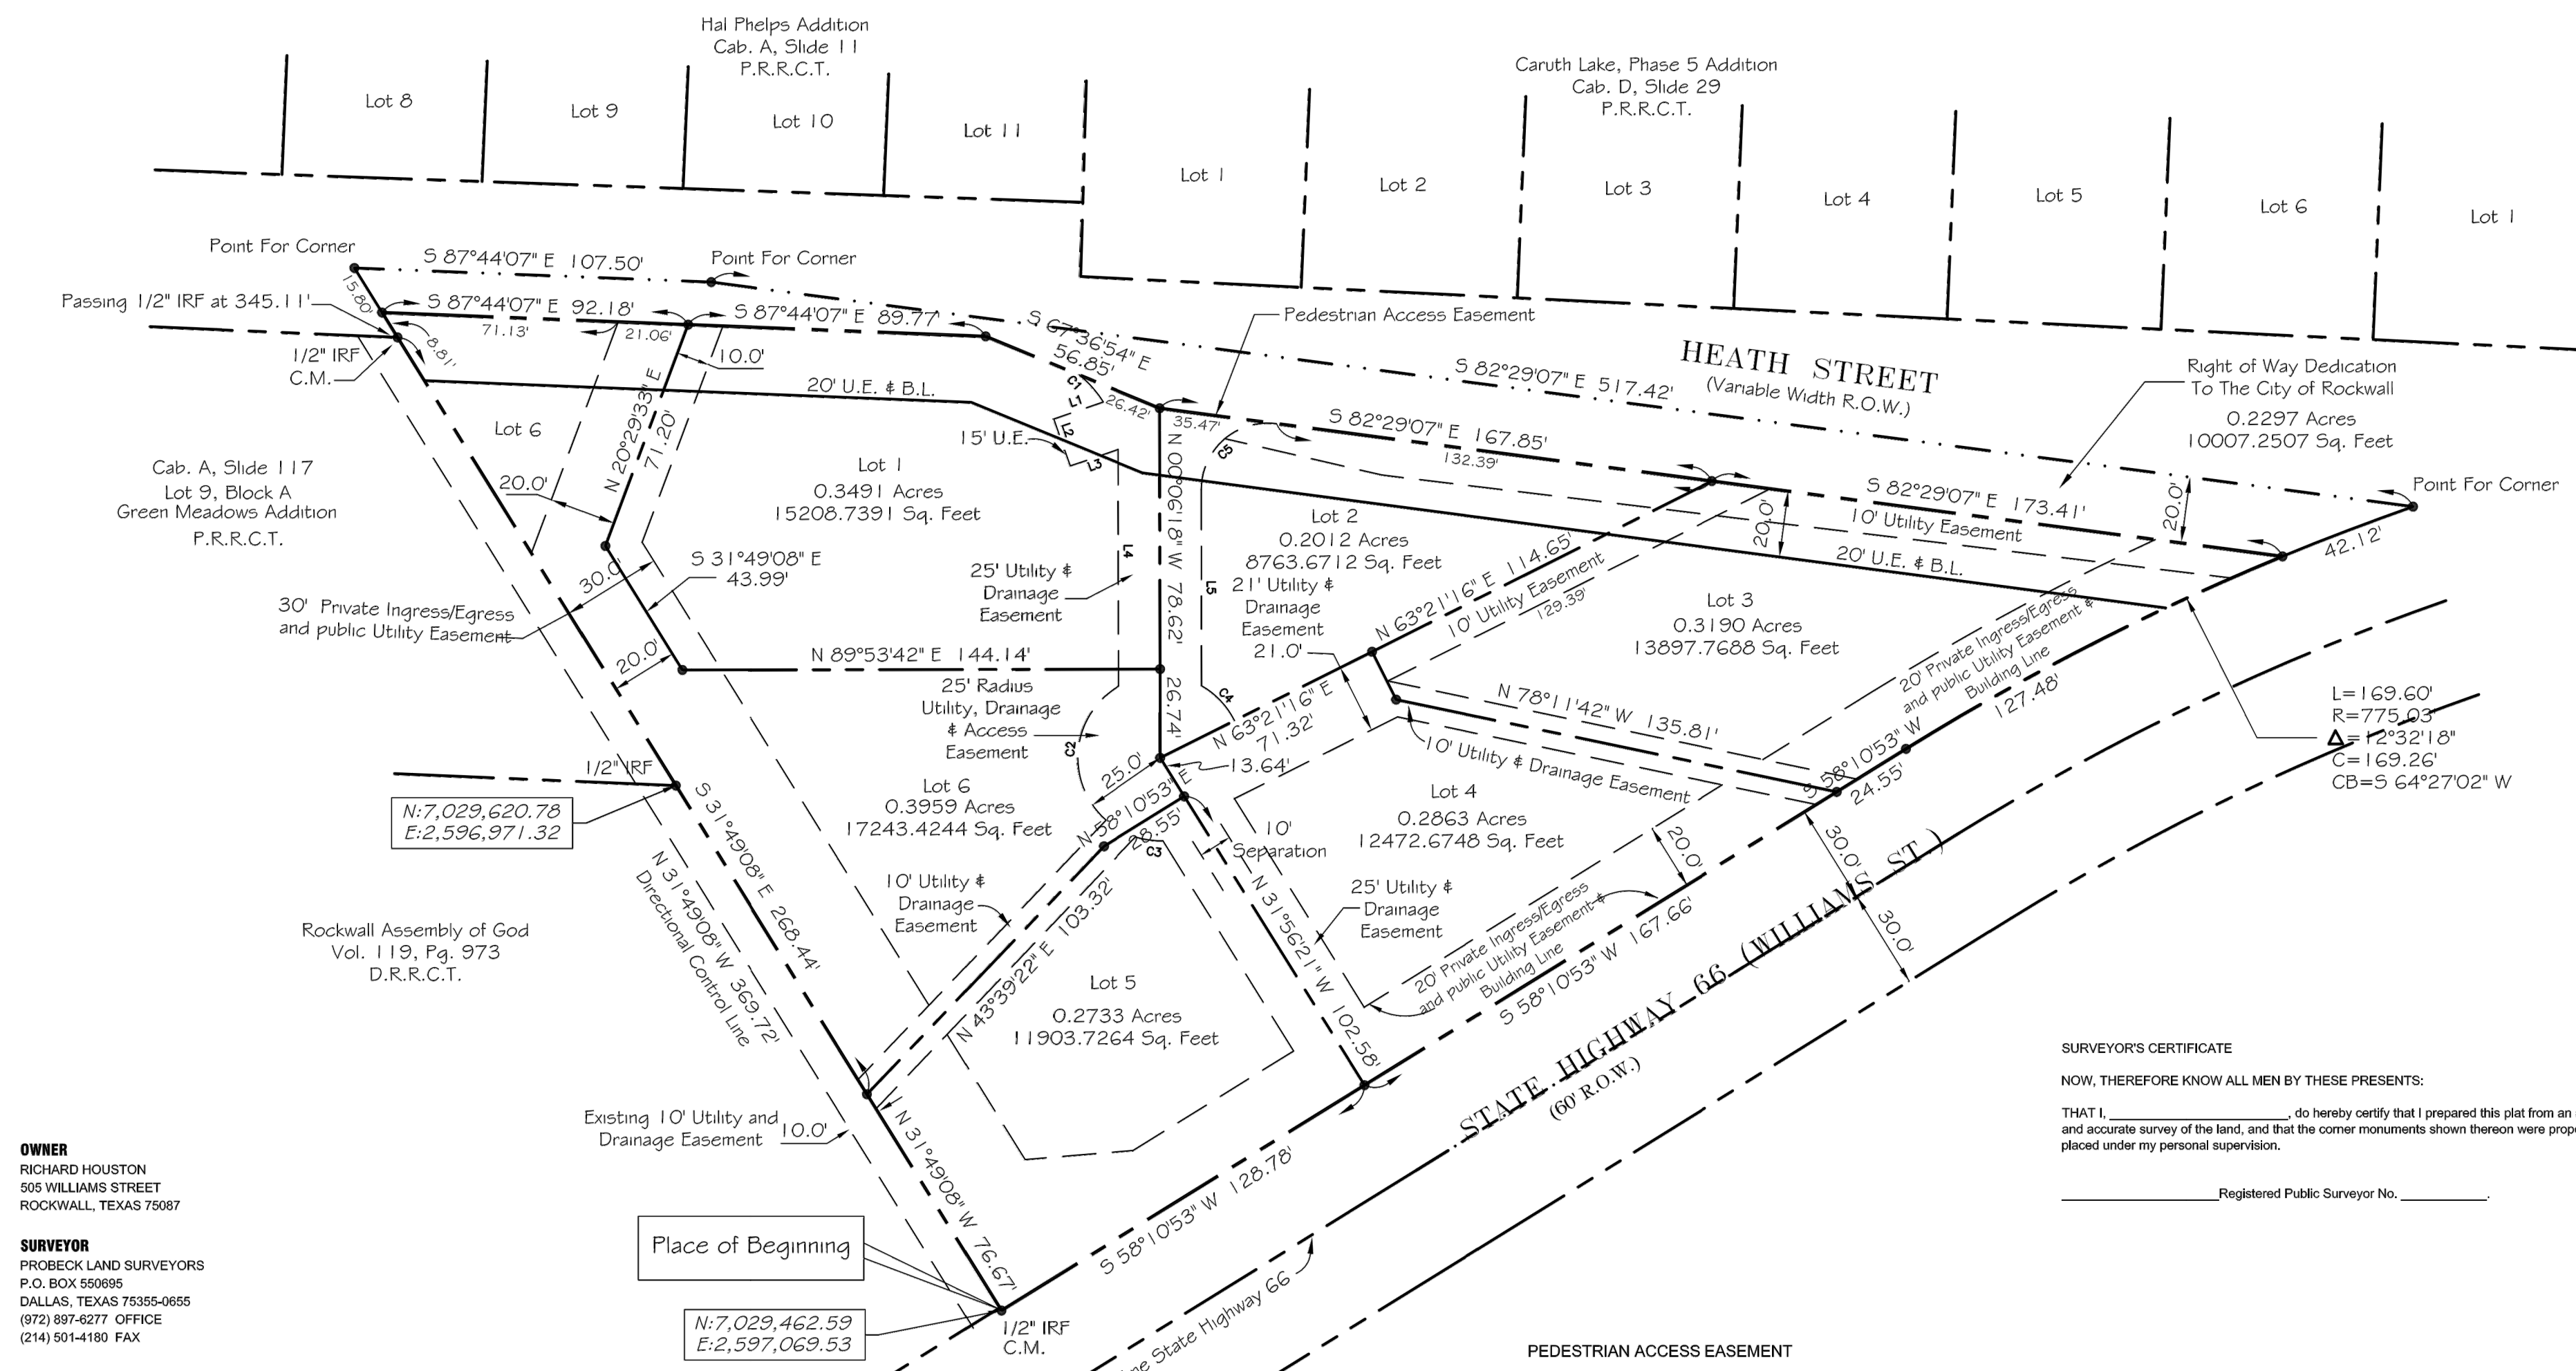 Hal Phelps Addition
Cab. A, Slide 11
P.R.R.C.T.
Caruth Lake, Phase 5 Addition
Cab. D, Slide 29
P.R.R.C.T.
Lot 8
Lot 9
Lot 10
Lot 11
Lot 1
Lot 2
Lot 3
Lot 4
Lot 5
Lot 6
Lot 1
Point For Corner
S 87°44'07" E 107.50'
Point For Corner
15.80'
Passing 1/2" IRF at 345.11'
S 87°44'07" E 92.18'
71.13'
21.06'
S 87°44'07" E 89.77'
S 67°36'54" E
56.85'
Pedestrian Access Easement
8.81'
1/2" IRF
C.M.
10.0'
20' U.E. & B.L.
C1
L1
26.42'
L2
15' U.E.
L3
35.47'
C5
S 82°29'07" E 167.85'
132.39'
S 82°29'07" E 517.42'
HEATH STREET
(Variable Width R.O.W.)
Right of Way Dedication
To The City of Rockwall
0.2297 Acres
10007.2507 Sq. Feet
Point For Corner
S 82°29'07" E 173.41'
10' Utility Easement
20.0'
20.0'
20' U.E. & B.L.
42.12'
Lot 6
N 20°29'33" E
71.20'
20.0'
Cab. A, Slide 117
Lot 9, Block A
Green Meadows Addition
P.R.R.C.T.
Lot 1
0.3491 Acres
15208.7391 Sq. Feet
N 00°06'18" W 78.62'
L4
L5
25' Utility &
Drainage
Easement
Lot 2
0.2012 Acres
8763.6712 Sq. Feet
21' Utility &
Drainage
Easement
21.0'
N 63°21'16" E 114.65'
10' Utility Easement
129.39'
Lot 3
0.3190 Acres
13897.7688 Sq. Feet
20' Private Ingress/Egress
and public Utility Easement &
Building Line
S 31°49'08" E
43.99'
30.0'
30' Private Ingress/Egress
and public Utility Easement
20.0'
N 89°53'42" E 144.14'
26.74'
C4
N 63°21'16" E
71.32'
13.64'
25' Radius
Utility, Drainage
& Access
Easement
C2
25.0'
N 78°11'42" W 135.81'
10' Utility & Drainage Easement
127.48'
S 58°10'53" W
24.55'
L=169.60'
R=775.03'
Δ=12°32'18"
C=169.26'
CB=S 64°27'02" W
1/2" IRF
N:7,029,620.78
E:2,596,971.32
S 31°49'08" E 268.44'
N 31°49'08" W 369.72'
Directional Control Line
Lot 6
0.3959 Acres
17243.4244 Sq. Feet
N 58°10'53" E
28.55'
C3
10'
Separation
Lot 4
0.2863 Acres
12472.6748 Sq. Feet
20.0'
30.0'
30.0'
10' Utility &
Drainage
Easement
N 43°39'22" E 103.32'
N 31°56'21" W 102.58'
25' Utility &
Drainage
Easement
20' Private Ingress/Egress
and public Utility Easement &
Building Line
S 58°10'53" W 167.66'
STATE HIGHWAY 66 (WILLIAMS ST.)
(60' R.O.W.)
Rockwall Assembly of God
Vol. 119, Pg. 973
D.R.R.C.T.
Lot 5
0.2733 Acres
11903.7264 Sq. Feet
Existing 10' Utility and
Drainage Easement
10.0'
N 31°49'08" W 76.67'
S 58°10'53" W 128.78'
Place of Beginning
N:7,029,462.59
E:2,597,069.53
1/2" IRF
C.M.
State Highway 66
OWNER
RICHARD HOUSTON
505 WILLIAMS STREET
ROCKWALL, TEXAS 75087
SURVEYOR
PROBECK LAND SURVEYORS
P.O. BOX 550695
DALLAS, TEXAS 75355-0655
(972) 897-6277 OFFICE
(214) 501-4180 FAX
SURVEYOR'S CERTIFICATE
NOW, THEREFORE KNOW ALL MEN BY THESE PRESENTS:
THAT I, ____________________, do hereby certify that I prepared this plat from an
and accurate survey of the land, and that the corner monuments shown thereon were
placed under my personal supervision.
____________________Registered Public Surveyor No. ___________.
PEDESTRIAN ACCESS EASEMENT